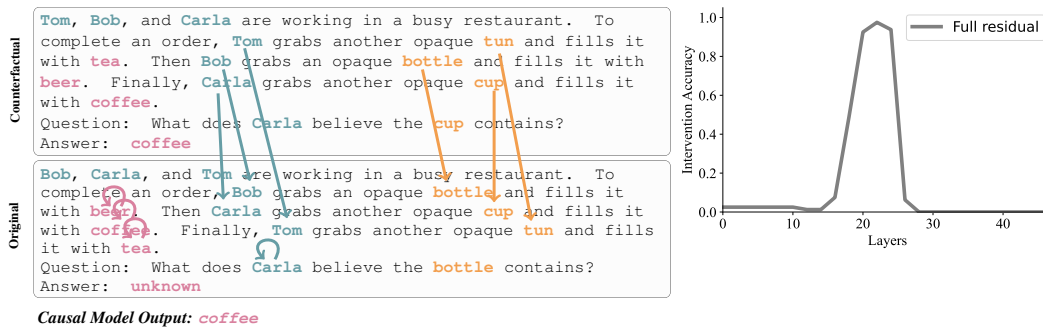 Counterfactual
Tom, Bob, and Carla are working in a busy restaurant. To
complete an order, Tom grabs another opaque tun and fills it
with tea. Then Bob grabs an opaque bottle and fills it with
beer. Finally, Carla grabs another opaque cup and fills it
with coffee.
Question: What does Carla believe the cup contains?
Answer: coffee
Original
Bob, Carla, and Tom are working in a busy restaurant. To
complete an order, Bob grabs an opaque bottle and fills it
with beer. Then Carla grabs another opaque cup and fills it
with coffee. Finally, Tom grabs another opaque tun and fills
it with tea.
Question: What does Carla believe the bottle contains?
Answer: unknown
Causal Model Output: coffee
Intervention Accuracy
1.0
0.8
0.6
0.4
0.2
0.0
Full residual
0 10 20 30 40
Layers